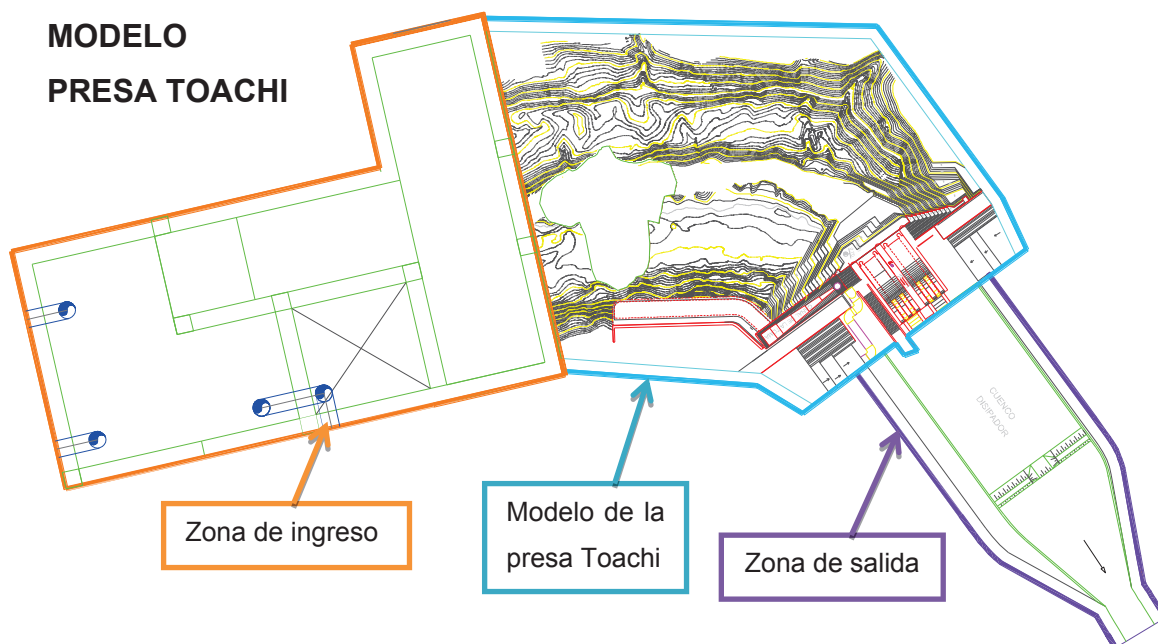 MODELO
PRESA TOACHI
CUENCO
DISIPADOR
Zona de ingreso
Modelo de la
presa Toachi
Zona de salida